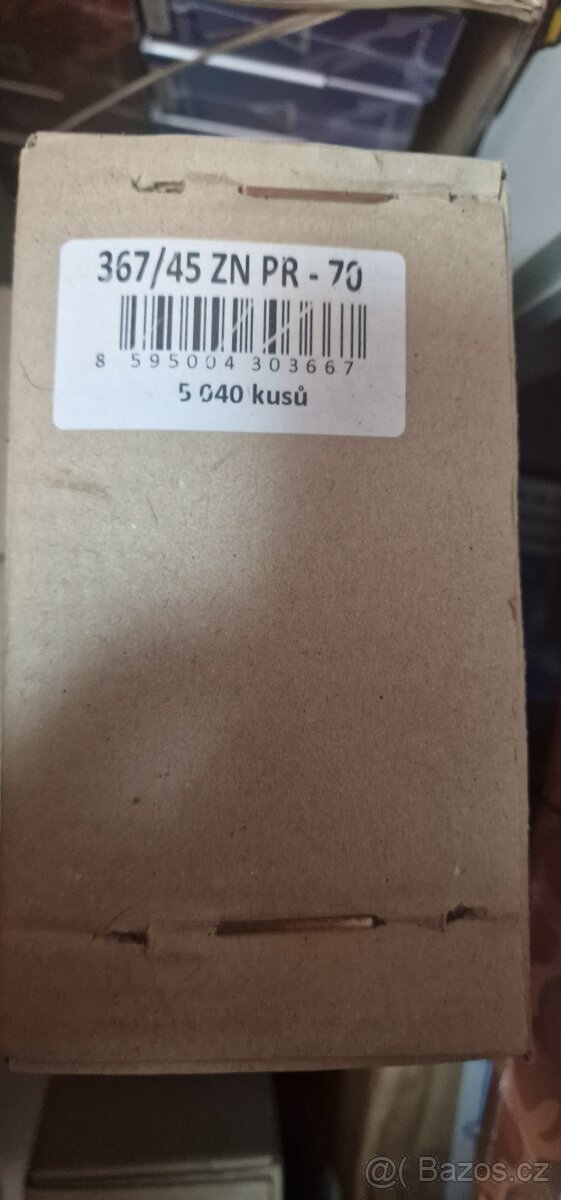 367/45 ZN PR - 70
8 595004 303667
5 040 kusů
@( Bazos.cz